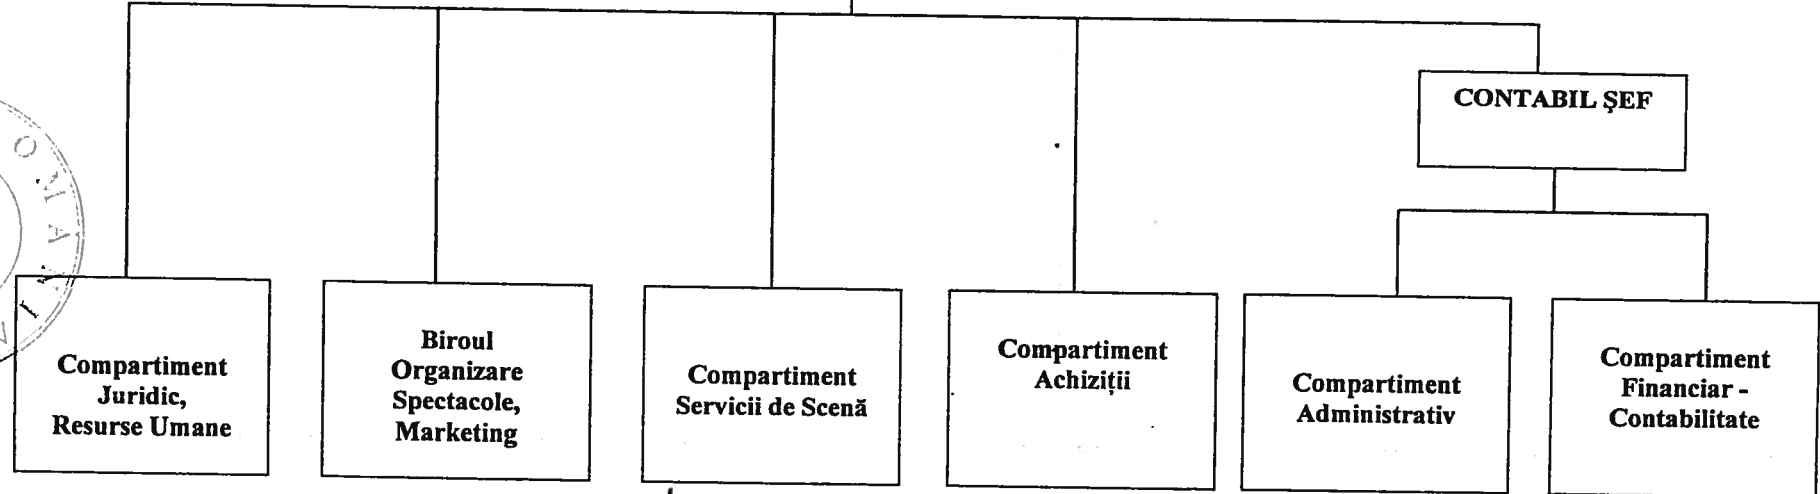 CONTABIL ŞEF
Compartiment
Juridic,
Resurse Umane
Biroul
Organizare
Spectacole,
Marketing
Compartiment
Servicii de Scenă
Compartiment
Achiziții
Compartiment
Administrativ
Compartiment
Financiar -
Contabilitate